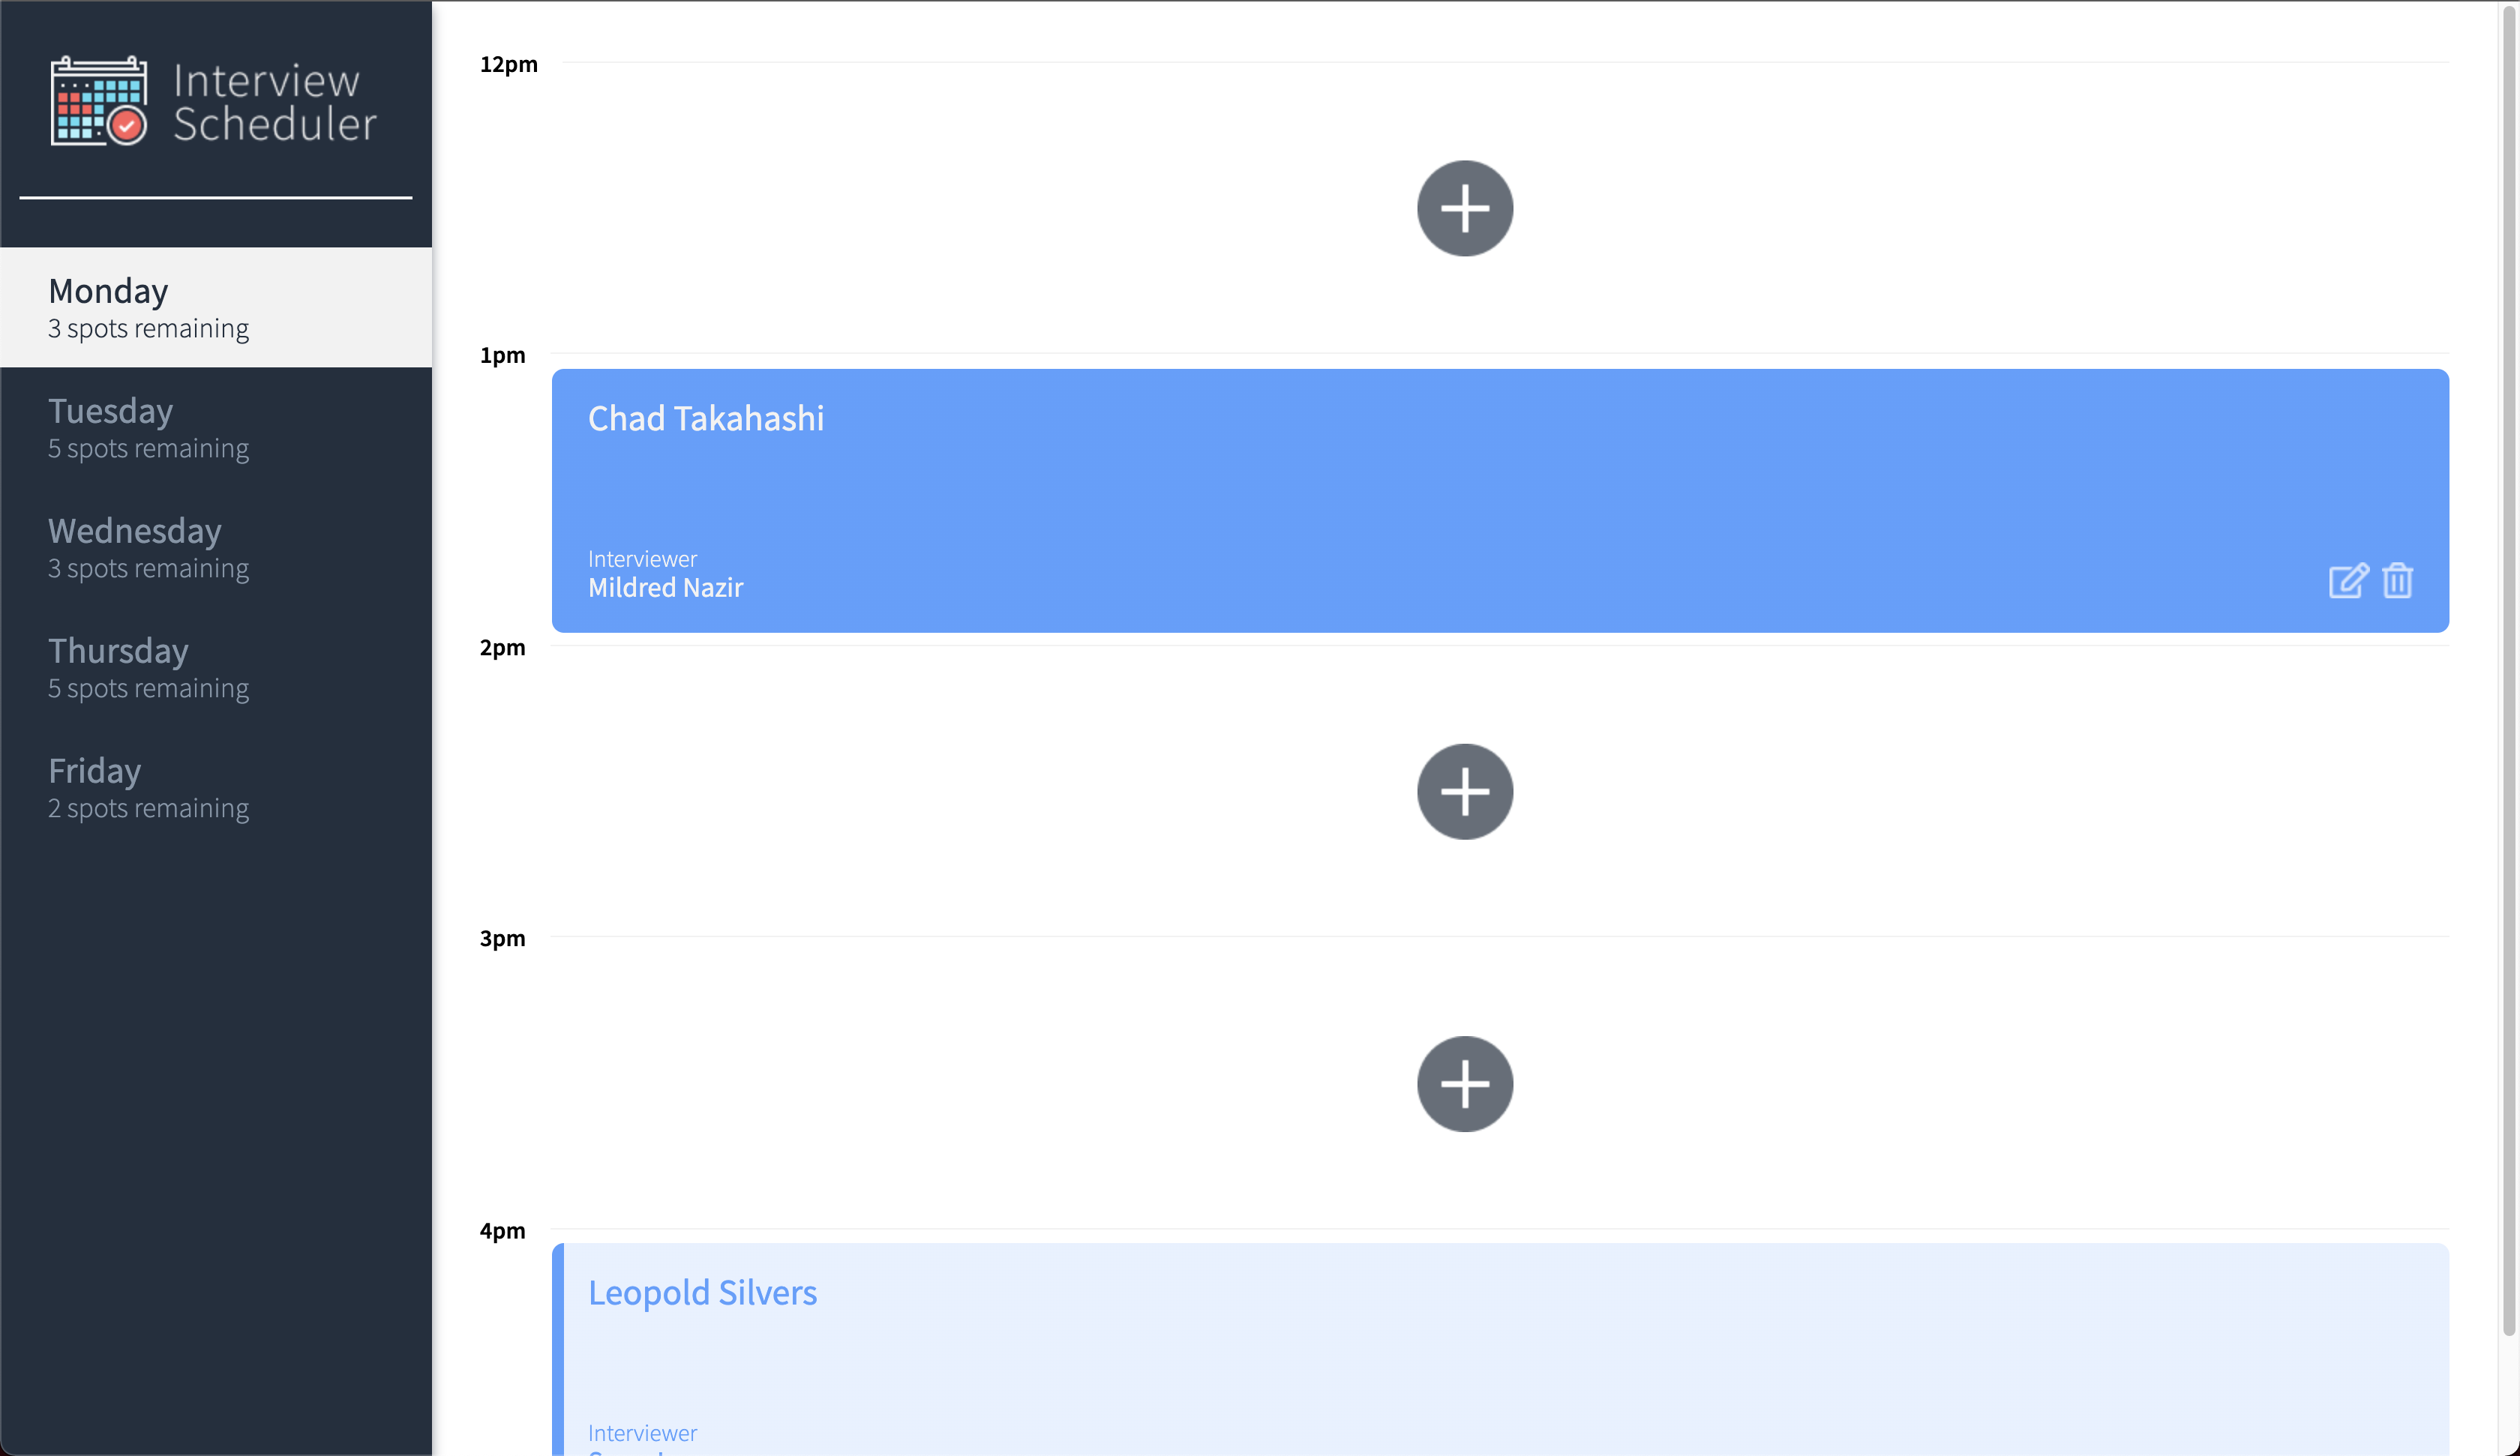 Interview
Scheduler
Monday
3 spots remaining
Tuesday
5 spots remaining
Wednesday
3 spots remaining
Thursday
5 spots remaining
Friday
2 spots remaining
12pm
1pm
Chad Takahashi
Interviewer
Mildred Nazir
2pm
3pm
4pm
Leopold Silvers
Interviewer